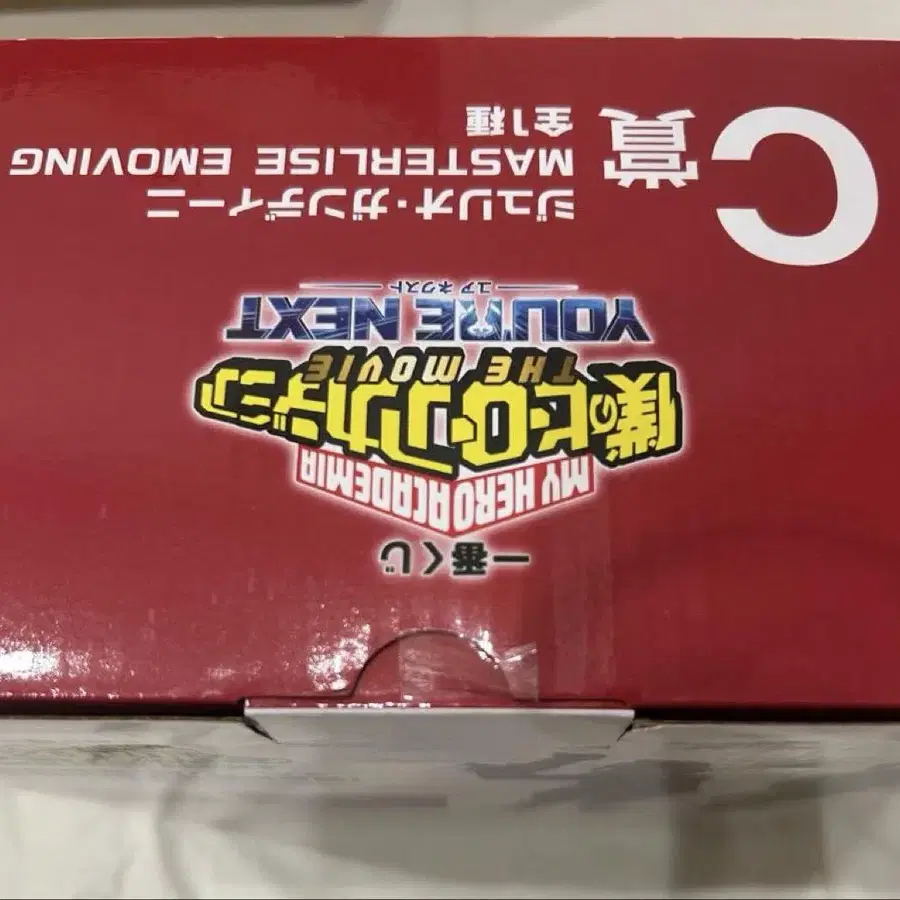 一番くじ
MY HERO ACADEMIA
僕のヒーローアカデミア
THE MOVIE
YOU'RE NEXT
ユア ネクスト
C賞
ジュリオ・ガンディーニ
MASTERLISE EMOVING
全1種